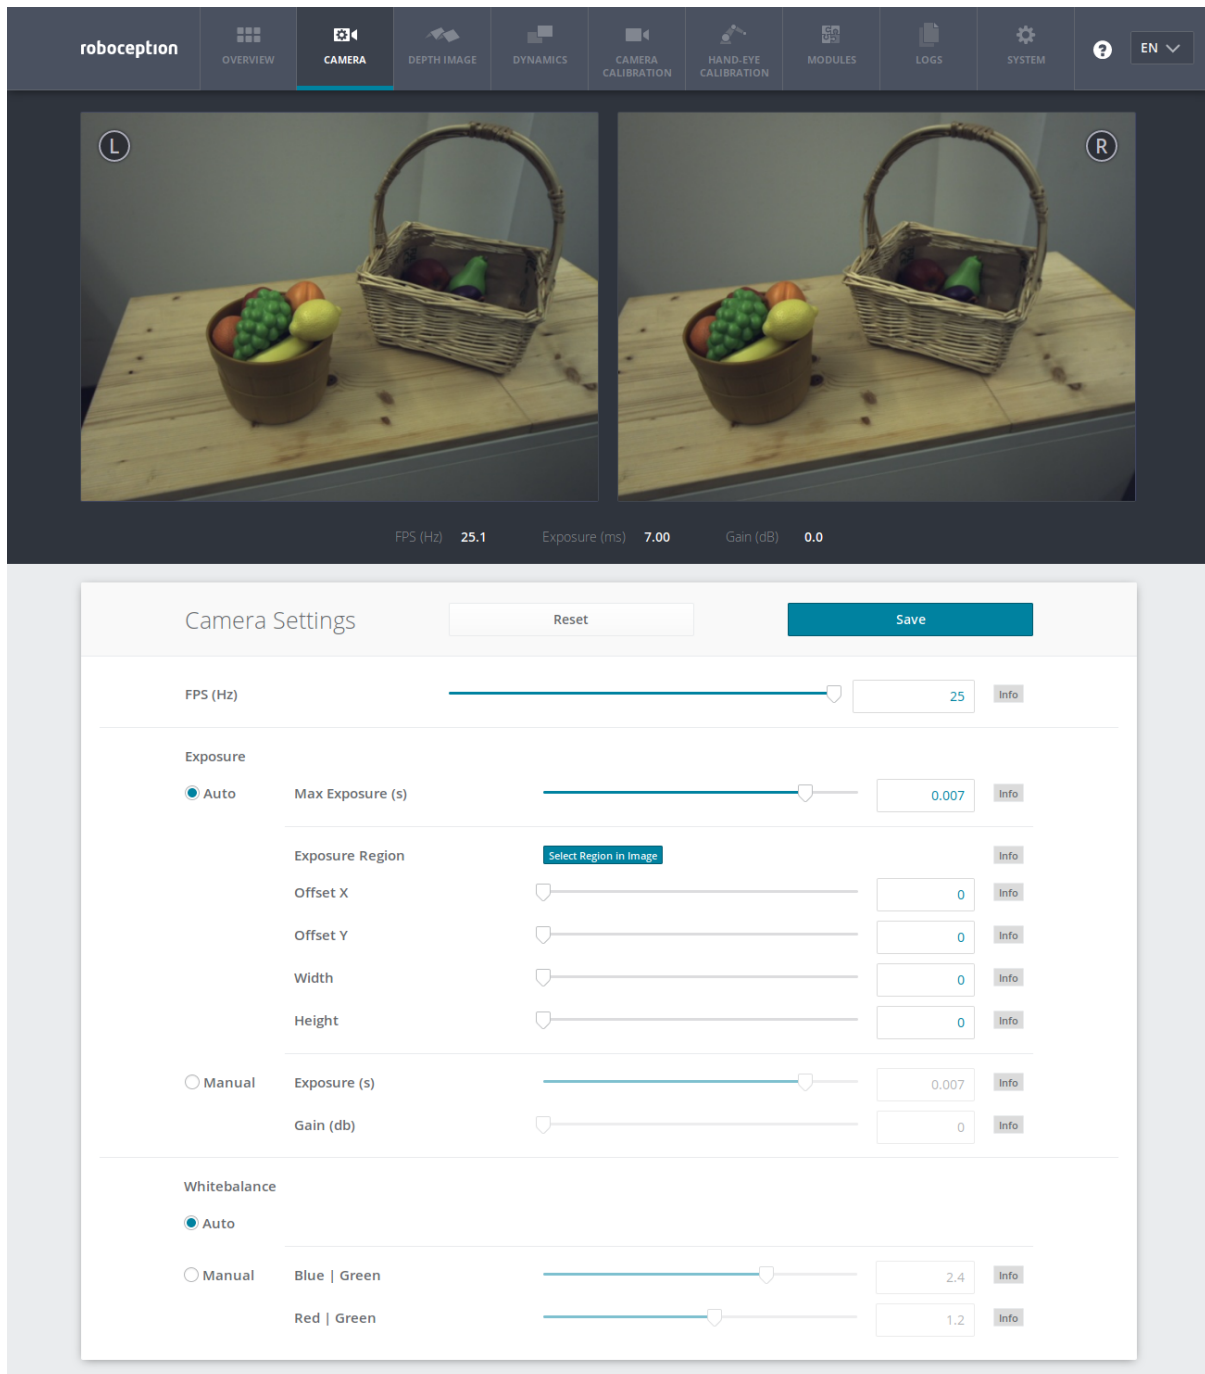 roboception
OVERVIEW
CAMERA
DEPTH IMAGE
DYNAMICS
CAMERA
CALIBRATION
HAND-EYE
CALIBRATION
MODULES
LOGS
SYSTEM
?
EN
L
R
FPS (Hz) 25.1 Exposure (ms) 7.00 Gain (dB) 0.0
Camera Settings Reset Save
FPS (Hz) 25 Info
Exposure
Auto Max Exposure (s) 0.007 Info
Exposure Region Select Region in Image Info
Offset X 0 Info
Offset Y 0 Info
Width 0 Info
Height 0 Info
Manual Exposure (s) 0.007 Info
Gain (db) 0 Info
Whitebalance
Auto
Manual Blue | Green 2.4 Info
Red | Green 1.2 Info